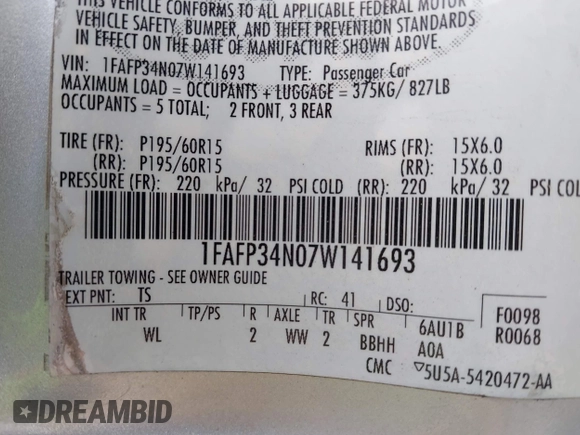 THIS VEHICLE CONFORMS TO ALL APPLICABLE FEDERAL MOTOR
VEHICLE SAFETY, BUMPER, AND THEFT PREVENTION STANDARDS
IN EFFECT ON THE DATE OF MANUFACTURE SHOWN ABOVE.
VIN: 1FAFP34N07W141693 TYPE: Passenger Car
MAXIMUM LOAD = OCCUPANTS + LUGGAGE = 375KG/ 827LB
OCCUPANTS = 5 TOTAL; 2 FRONT, 3 REAR
TIRE (FR): P195/60R15 RIMS (FR): 15X6.0
(RR): P195/60R15 (RR): 15X6.0
PRESSURE (FR): 220 kPa/ 32 PSI COLD (RR): 220 kPa/ 32 PSI COLD
1FAFP34N07W141693
TRAILER TOWING - SEE OWNER GUIDE
EXT PNT: TS RC: 41 DSO: F0098
INT TR TP/PS R AXLE TR SPR 6AU1B R0068
WL 2 WW 2 BBHH A0A
CMC ▽5U5A-5420472-AA
DREAMBID